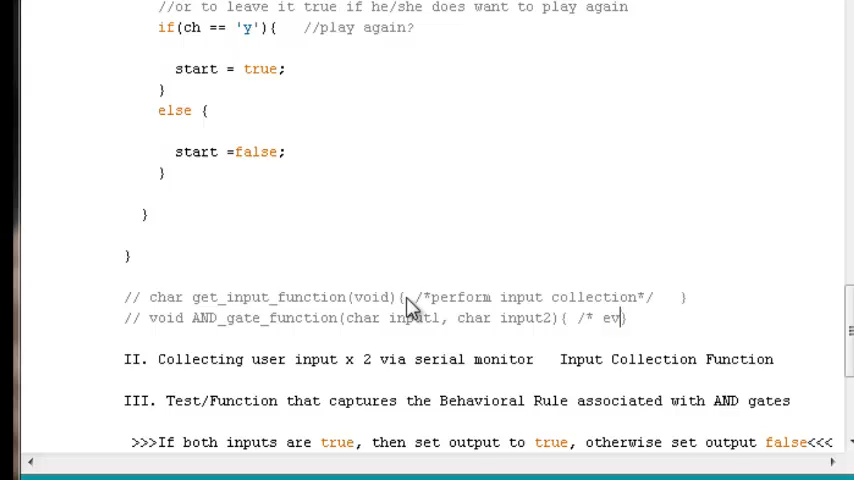 //or to leave it true if he/she does want to play again
if(ch == 'y'){ //play again?
start = true;
}
else {
start =false;
}
}
}
// char get_input_function(void){ /*perform input collection*/ }
// void AND_gate_function(char input1, char input2){ /* ev}
II. Collecting user input x 2 via serial monitor Input Collection Function
III. Test/Function that captures the Behavioral Rule associated with AND gates
>>>If both inputs are true, then set output to true, otherwise set output false<<<